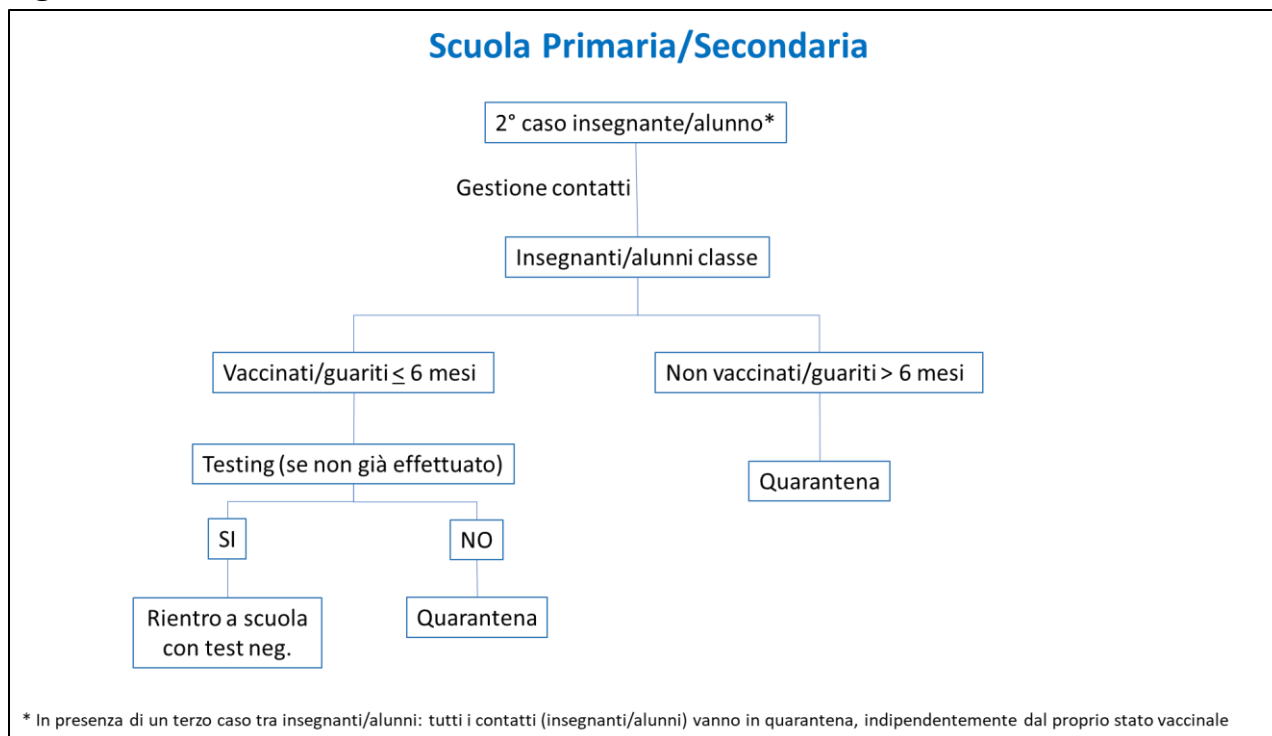 Scuola Primaria/Secondaria
2° caso insegnante/alunno*
Gestione contatti
Insegnanti/alunni classe
Vaccinati/guariti ≤ 6 mesi
Non vaccinati/guariti > 6 mesi
Testing (se non già effettuato)
Quarantena
SI
NO
Rientro a scuola
con test neg.
Quarantena
* In presenza di un terzo caso tra insegnanti/alunni: tutti i contatti (insegnanti/alunni) vanno in quarantena, indipendentemente dal proprio stato vaccinale